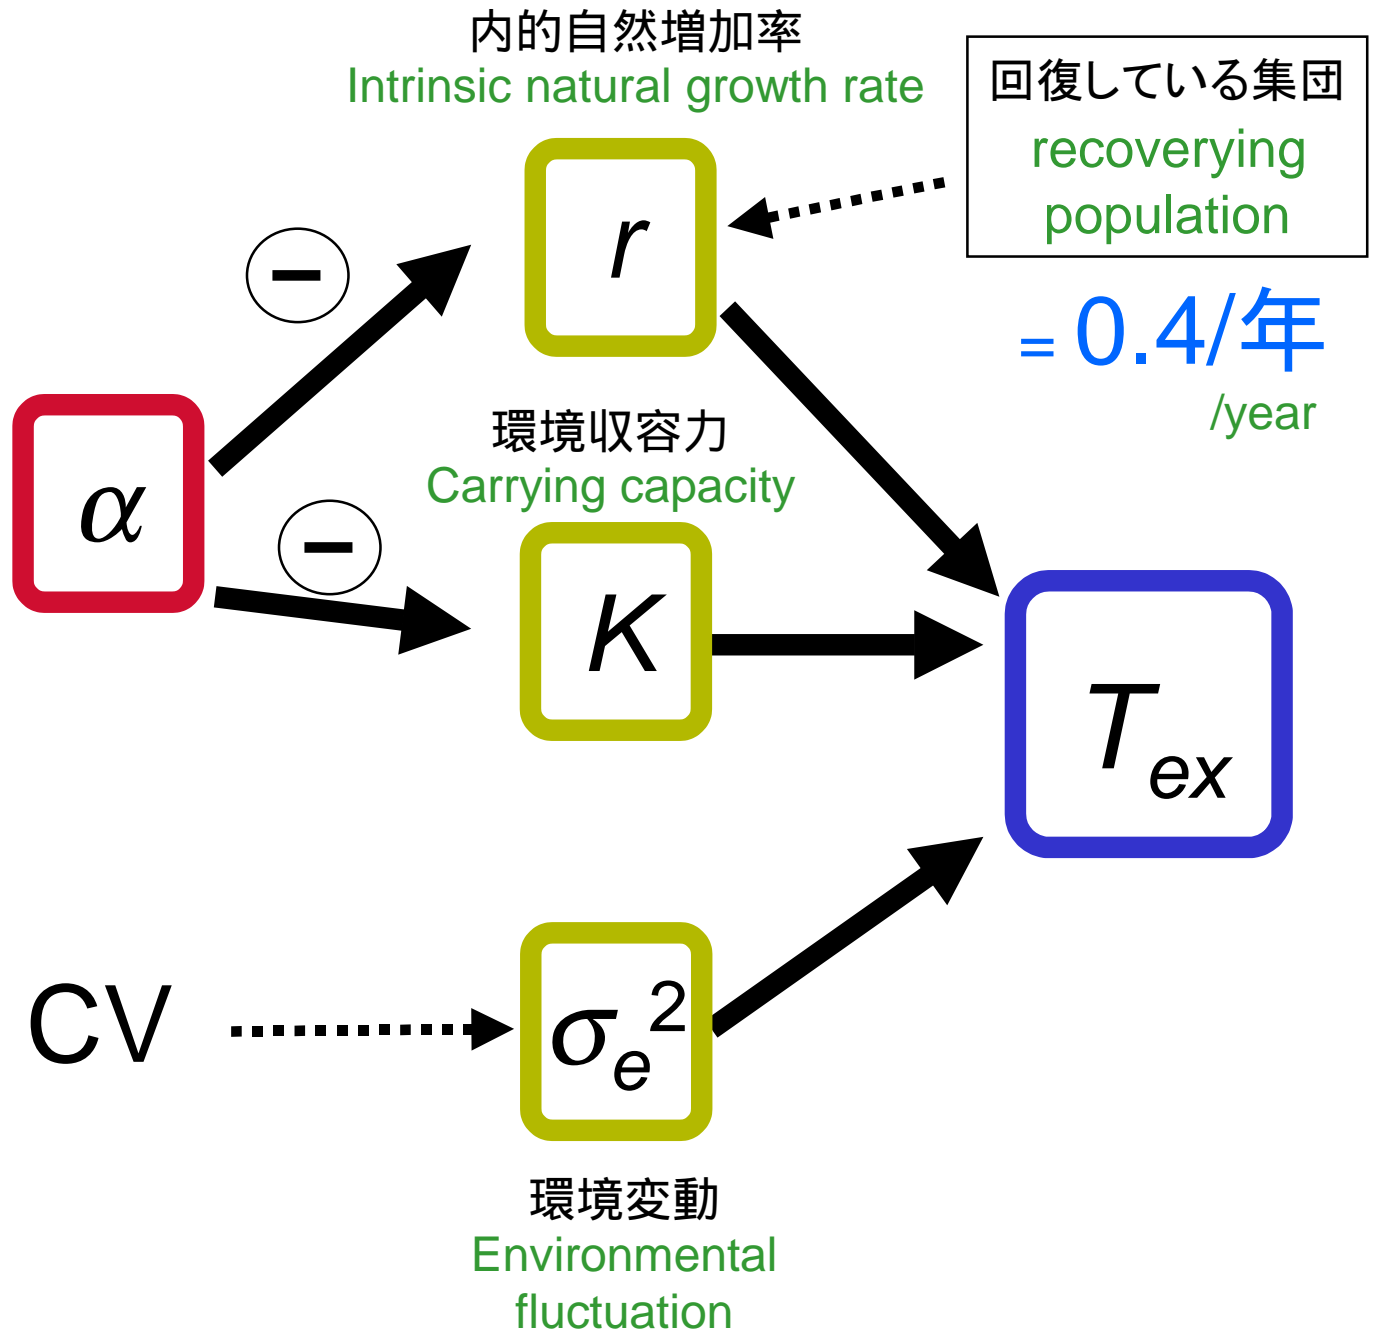 内的自然増加率
Intrinsic natural growth rate
回復している集団
recoverying
population
r
= 0.4/年
/year
−
α
環境収容力
Carrying capacity
−
K
T_ex
CV
σ_e^2
環境変動
Environmental
fluctuation